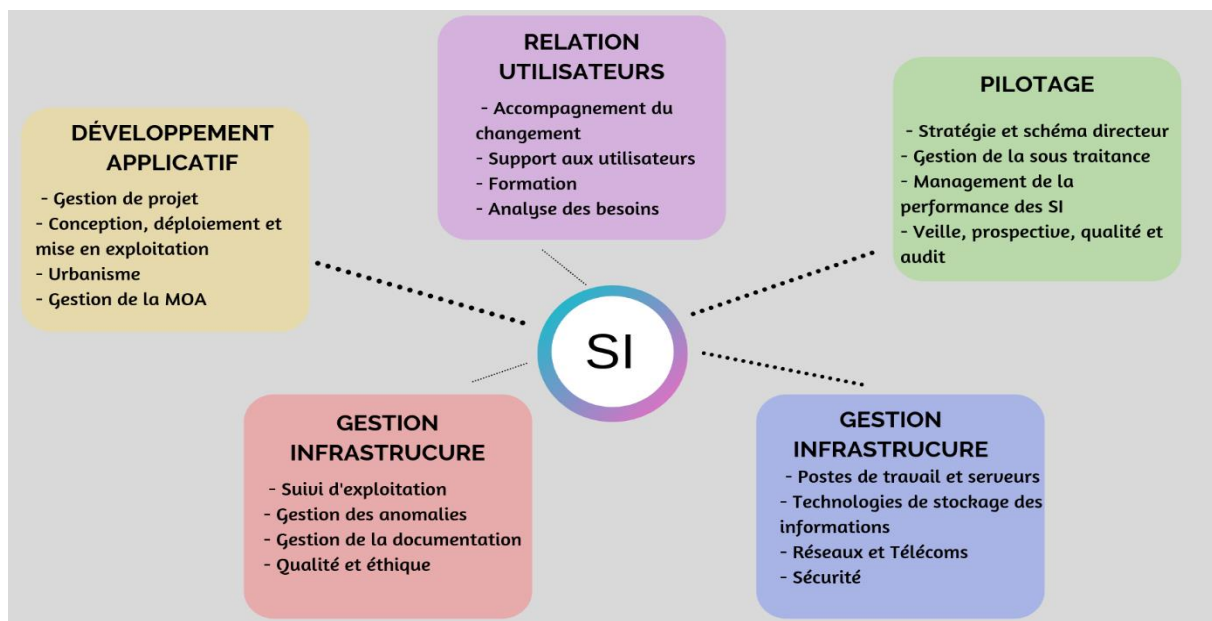 RELATION
UTILISATEURS
- Accompagnement du
changement
- Support aux utilisateurs
- Formation
- Analyse des besoins
PILOTAGE
- Stratégie et schéma directeur
- Gestion de la sous traitance
- Management de la
performance des SI
- Veille, prospective, qualité et
audit
DÉVELOPPEMENT
APPLICATIF
- Gestion de projet
- Conception, déploiement et
mise en exploitation
- Urbanisme
- Gestion de la MOA
SI
GESTION
INFRASTRUCURE
- Suivi d'exploitation
- Gestion des anomalies
- Gestion de la documentation
- Qualité et éthique
GESTION
INFRASTRUCURE
- Postes de travail et serveurs
- Technologies de stockage des
informations
- Réseaux et Télécoms
- Sécurité